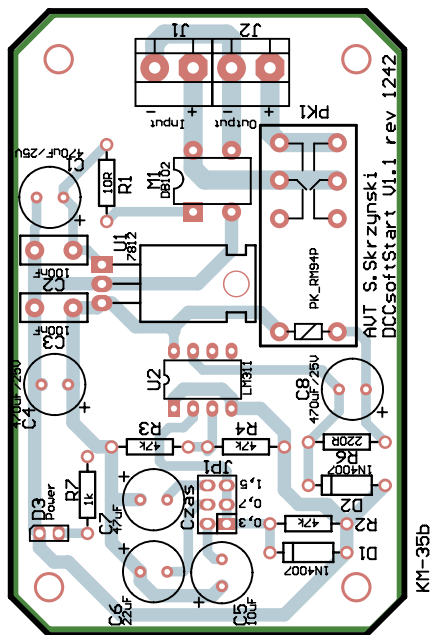 J1
J2
-
+
-
+
Input
Output
PK1
470uF/25V
C1
+
10R
R1
M1
DB102
U1
7812
100nF
C2
100nF
C3
PK_RM94P
AVT S.Skrzynski
DCCsoftStart V1.1 rev 1242
470uF/25V
C4
+
U2
LM311
C8
470uF/25V
+
R3
47k
R4
47k
220R
R6
1N4007
D2
JP1
1,5
0,7
0,3
Czas
R7
1k
D3
Power
C7
47uF
+
47k
R2
D1
1N4007
C6
22uF
+
C5
10uF
+
KM-35b